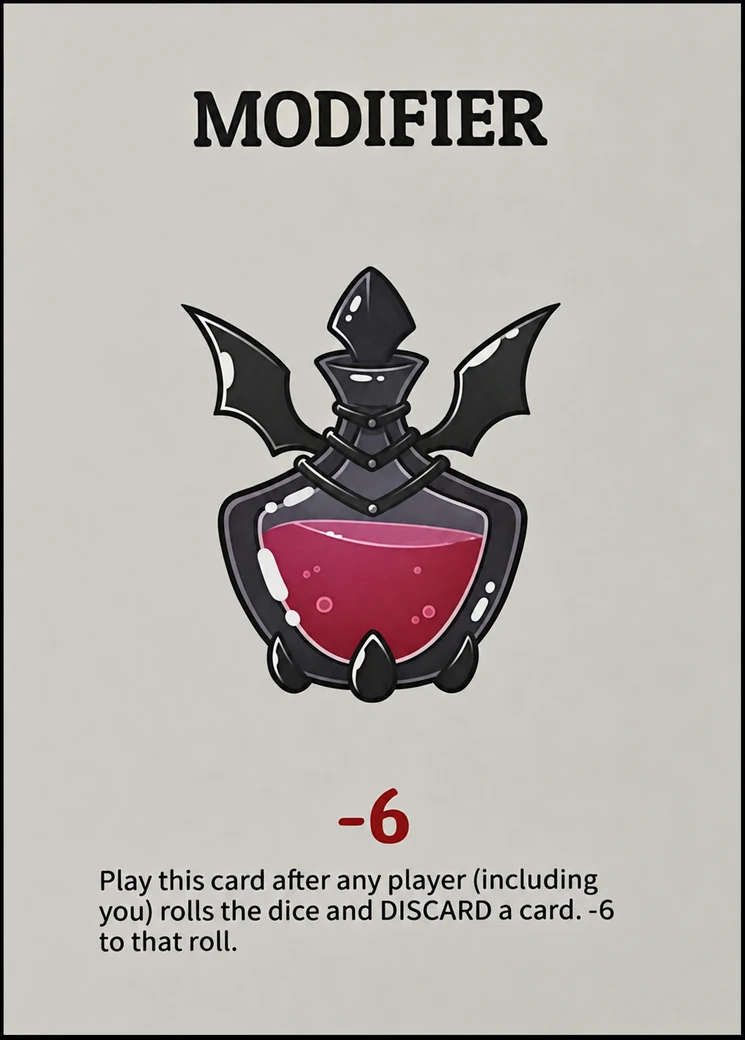 MODIFIER
-6
Play this card after any player (including
you) rolls the dice and DISCARD a card. -6
to that roll.